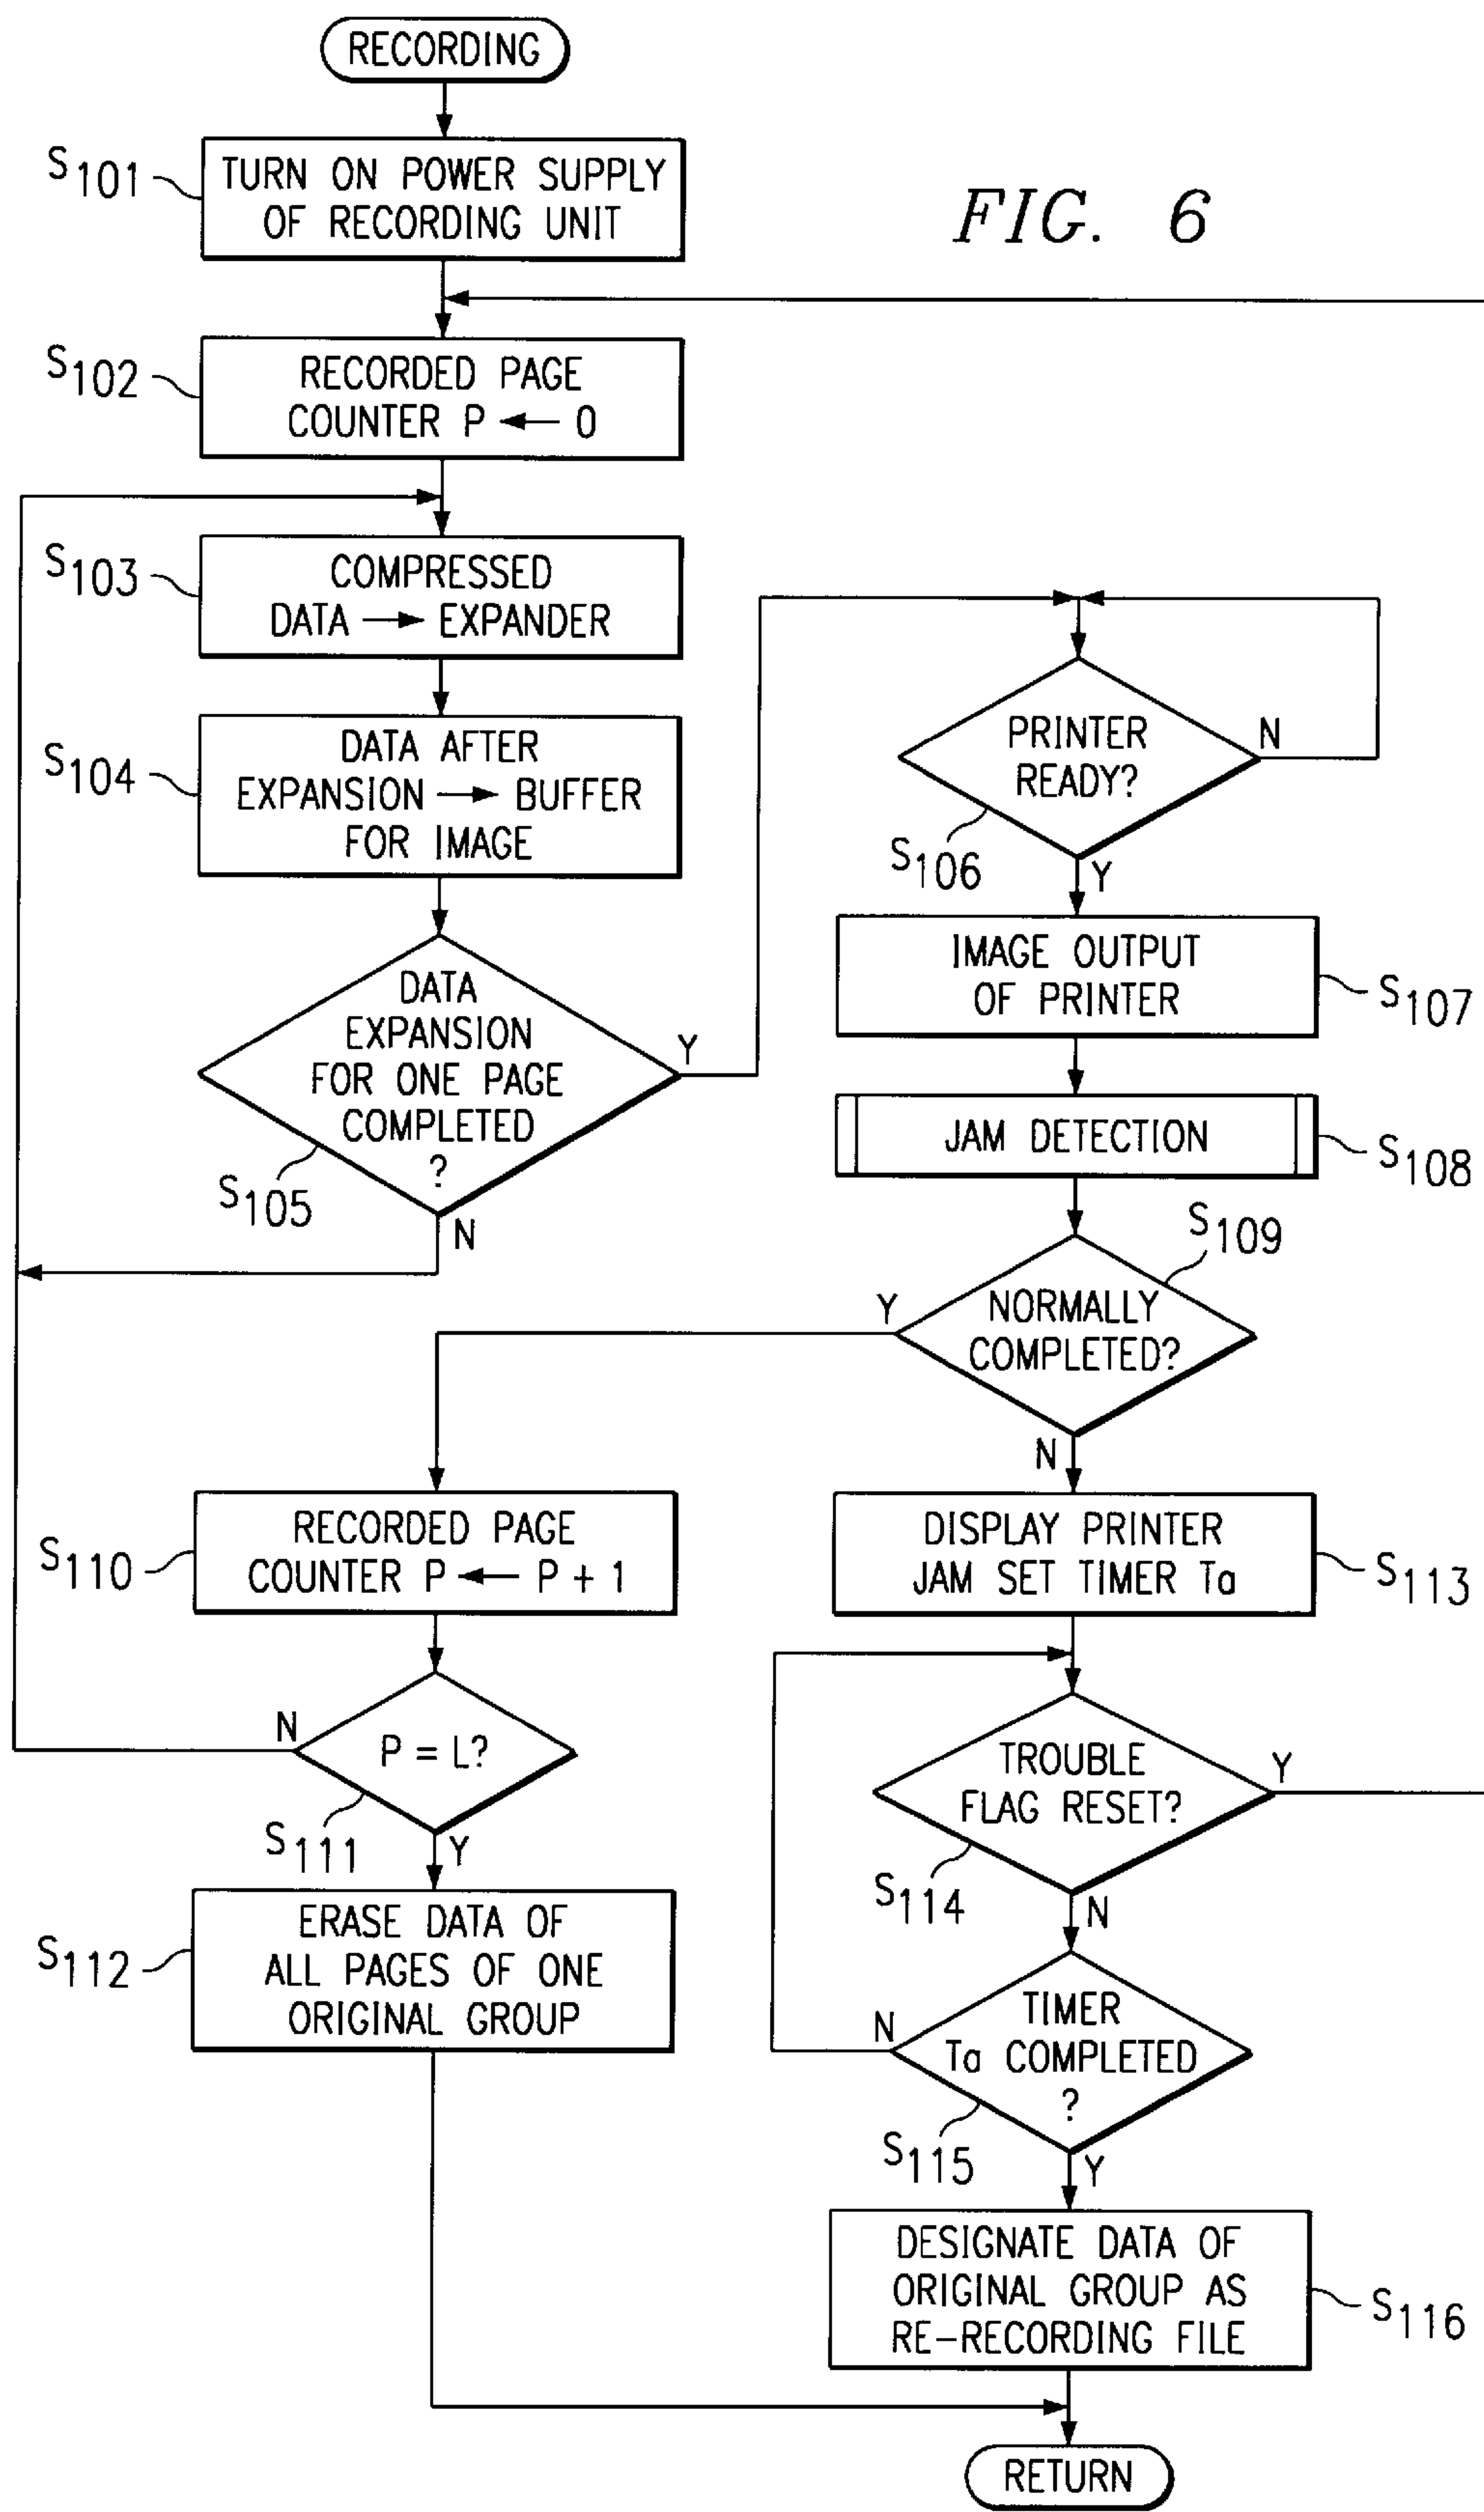 RECORDING
S101
TURN ON POWER SUPPLY
OF RECORDING UNIT
FIG. 6
S102
RECORDED PAGE
COUNTER P ← 0
S103
COMPRESSED
DATA → EXPANDER
S104
DATA AFTER
EXPANSION → BUFFER
FOR IMAGE
DATA
EXPANSION
FOR ONE PAGE
COMPLETED
?
Y
S105
N
PRINTER
READY?
N
S106
Y
IMAGE OUTPUT
OF PRINTER
S107
JAM DETECTION
S108
S109
NORMALLY
COMPLETED?
Y
N
S110
RECORDED PAGE
COUNTER P ← P + 1
N
P = L?
S111
Y
S112
ERASE DATA OF
ALL PAGES OF ONE
ORIGINAL GROUP
DISPLAY PRINTER
JAM SET TIMER Ta
S113
TROUBLE
FLAG RESET?
Y
S114
N
TIMER
Ta COMPLETED
?
N
S115
Y
DESIGNATE DATA OF
ORIGINAL GROUP AS
RE-RECORDING FILE
S116
RETURN